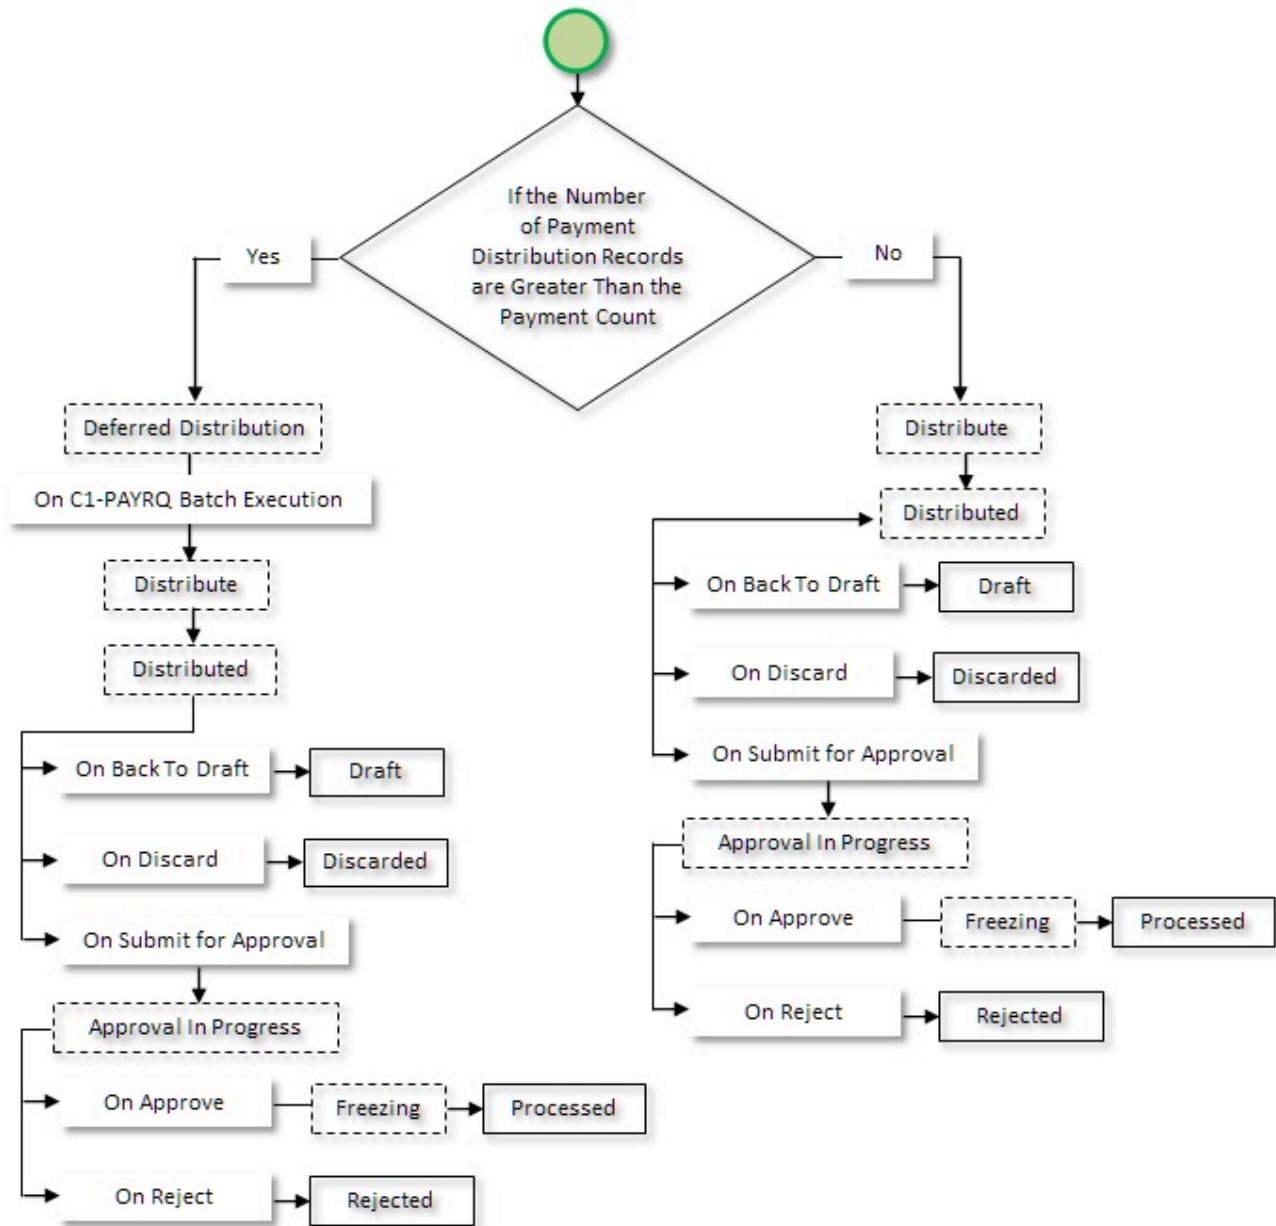 If the Number
of Payment
Distribution Records
are Greater Than the
Payment Count
Yes
No
Deferred Distribution
On C1-PAYRQ Batch Execution
Distribute
Distributed
On Back To Draft
Draft
On Discard
Discarded
On Submit for Approval
Approval In Progress
On Approve
Freezing
Processed
On Reject
Rejected
Distribute
Distributed
On Back To Draft
Draft
On Discard
Discarded
On Submit for Approval
Approval In Progress
On Approve
Freezing
Processed
On Reject
Rejected